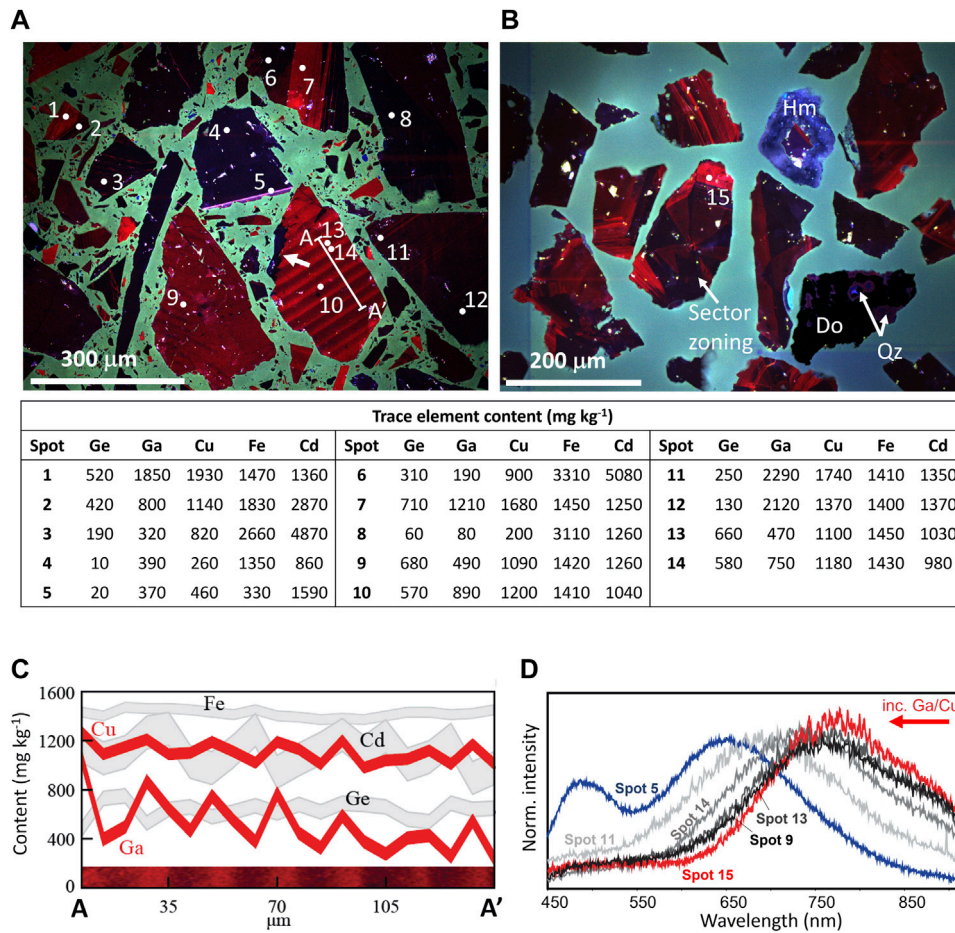 A
B
6
7
1
2
8
4
3
5
A
13
14
11
10
9
A'
12
300 μm
Hm
15
Sector
zoning
Do
Qz
200 μm
Trace element content (mg kg-1)
Spot Ge Ga Cu Fe Cd Spot Ge Ga Cu Fe Cd Spot Ge Ga Cu Fe Cd
1 520 1850 1930 1470 1360 6 310 190 900 3310 5080 11 250 2290 1740 1410 1350
2 420 800 1140 1830 2870 7 710 1210 1680 1450 1250 12 130 2120 1370 1400 1370
3 190 320 820 2660 4870 8 60 80 200 3110 1260 13 660 470 1100 1450 1030
4 10 390 260 1350 860 9 680 490 1090 1420 1260 14 580 750 1180 1430 980
5 20 370 460 330 1590 10 570 890 1200 1410 1040
C
Content (mg kg-1)
1600
1200
800
400
0
Fe
Cu
Cd
Ge
Ga
A 35 70 105 A'
μm
D
Norm. intensity
inc. Ga/Cu
Spot 5
Spot 14
Spot 11
Spot 13
Spot 9
Spot 15
450 550 650 750 850
Wavelength (nm)